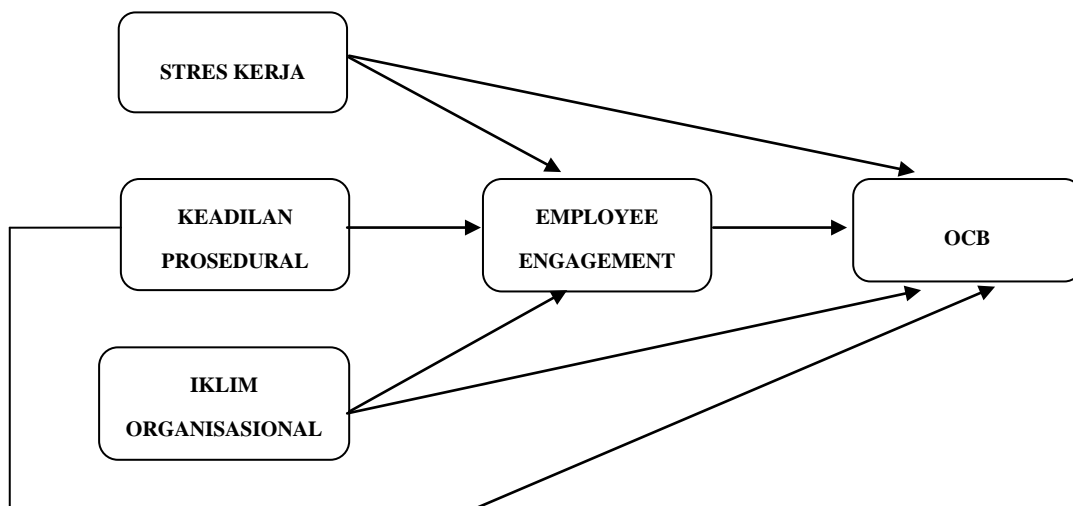 STRES KERJA
KEADILAN
PROSEDURAL
EMPLOYEE
ENGAGEMENT
OCB
IKLIM
ORGANISASIONAL